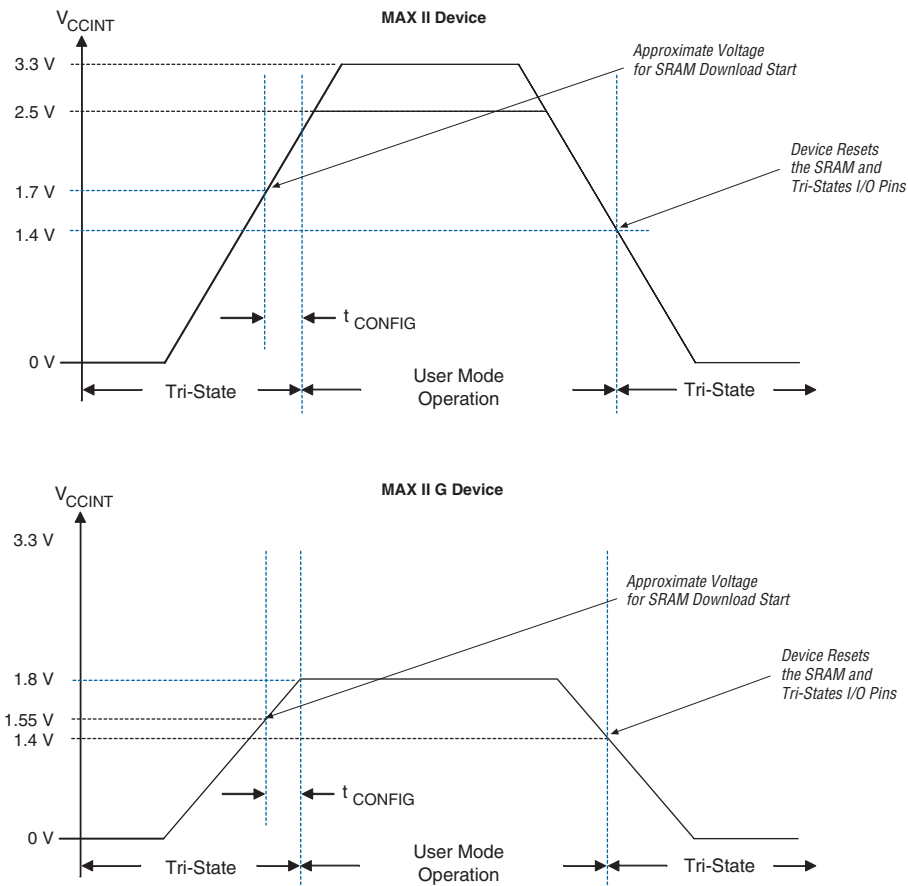 MAX II Device
V CCINT
3.3 V
Approximate Voltage
for SRAM Download Start
2.5 V
Device Resets
the SRAM and
Tri-States I/O Pins
1.7 V
1.4 V
t CONFIG
0 V
Tri-State
User Mode
Operation
Tri-State
MAX II G Device
V CCINT
3.3 V
Approximate Voltage
for SRAM Download Start
Device Resets
the SRAM and
Tri-States I/O Pins
1.8 V
1.55 V
1.4 V
t CONFIG
0 V
Tri-State
User Mode
Operation
Tri-State